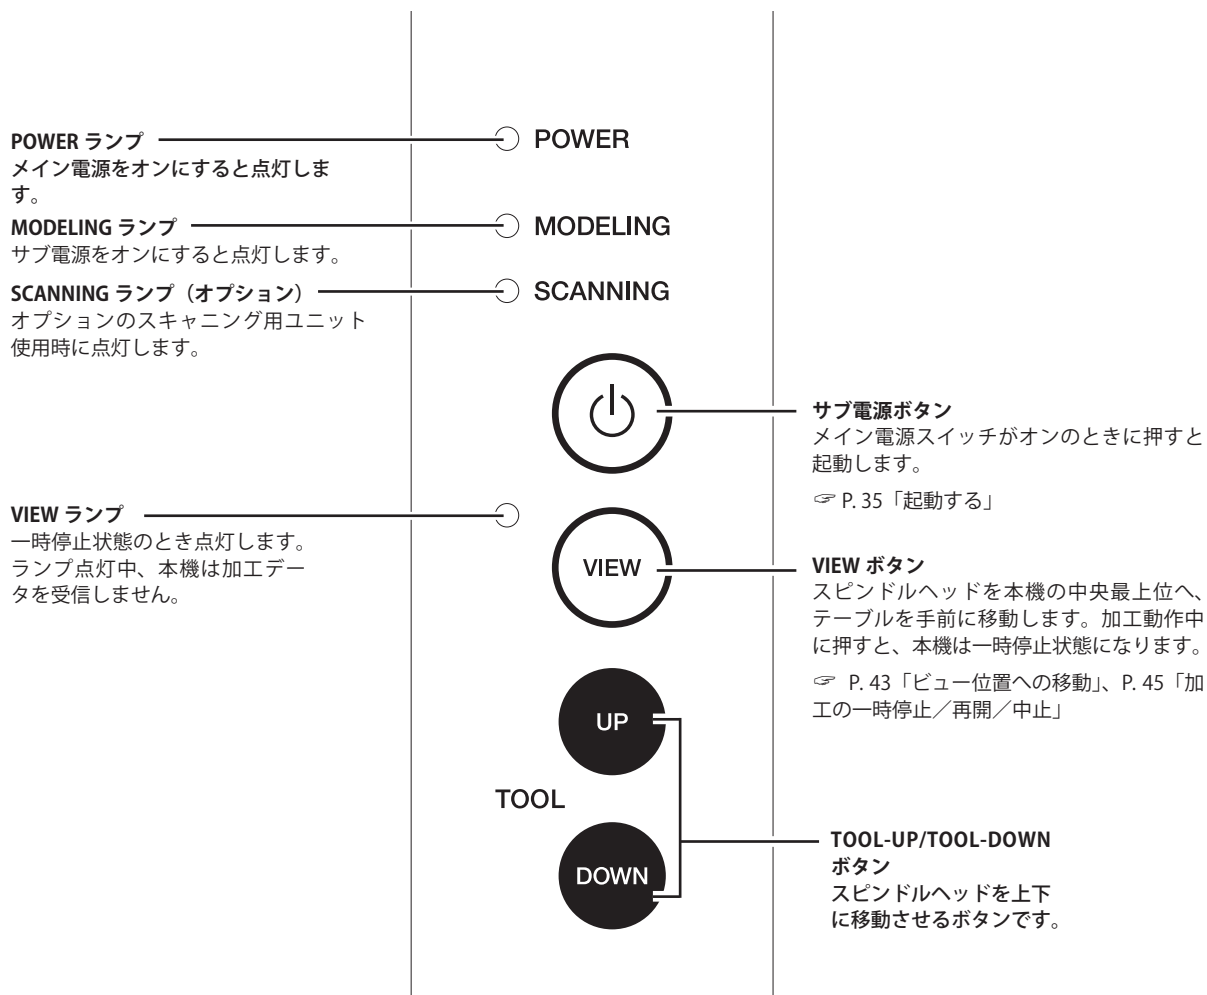 POWER ランプ
メイン電源をオンにすると点灯しま
す。
MODELING ランプ
サブ電源をオンにすると点灯します。
SCANNING ランプ（オプション）
オプションのスキャニング用ユニット
使用時に点灯します。
VIEW ランプ
一時停止状態のとき点灯します。
ランプ点灯中、本機は加工デー
タを受信しません。
POWER
MODELING
SCANNING
VIEW
UP
TOOL
DOWN
サブ電源ボタン
メイン電源スイッチがオンのときに押すと
起動します。
☞ P. 35「起動する」
VIEW ボタン
スピンドルヘッドを本機の中央最上位へ、
テーブルを手前に移動します。加工動作中
に押すと、本機は一時停止状態になります。
☞ P. 43「ビュー位置への移動」、P. 45「加
工の一時停止／再開／中止」
TOOL-UP/TOOL-DOWN
ボタン
スピンドルヘッドを上下
に移動させるボタンです。